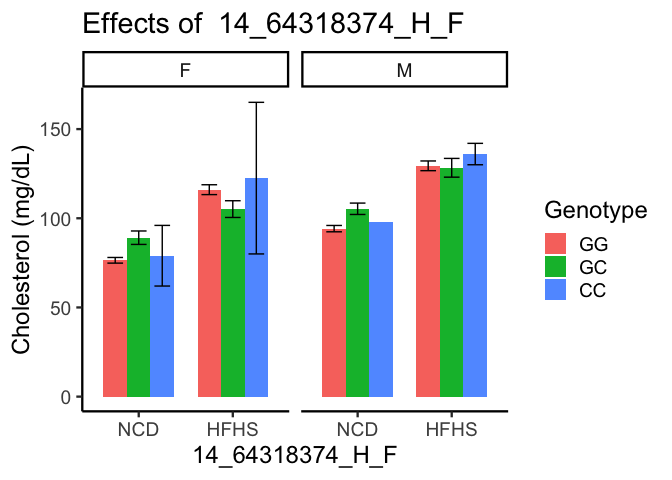 Effects of  14_64318374_H_F
F
M
Cholesterol (mg/dL)
150
100
50
0
NCD
HFHS
NCD
HFHS
14_64318374_H_F
Genotype
GG
GC
CC